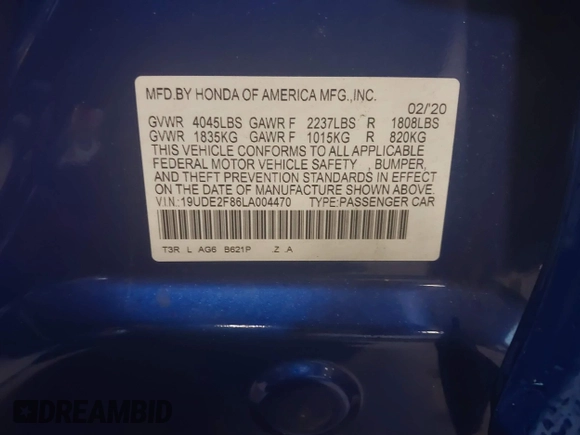 MFD.BY HONDA OF AMERICA MFG.,INC.
02/'20
GVWR 4045LBS GAWR F 2237LBS R 1808LBS
GVWR 1835KG GAWR F 1015KG R 820KG
THIS VEHICLE CONFORMS TO ALL APPLICABLE
FEDERAL MOTOR VEHICLE SAFETY , BUMPER,
AND THEFT PREVENTION STANDARDS IN EFFECT
ON THE DATE OF MANUFACTURE SHOWN ABOVE.
V.I.N.:19UDE2F86LA004470 TYPE:PASSENGER CAR
T3R L AG6 B621P .Z .A
DREAMBID